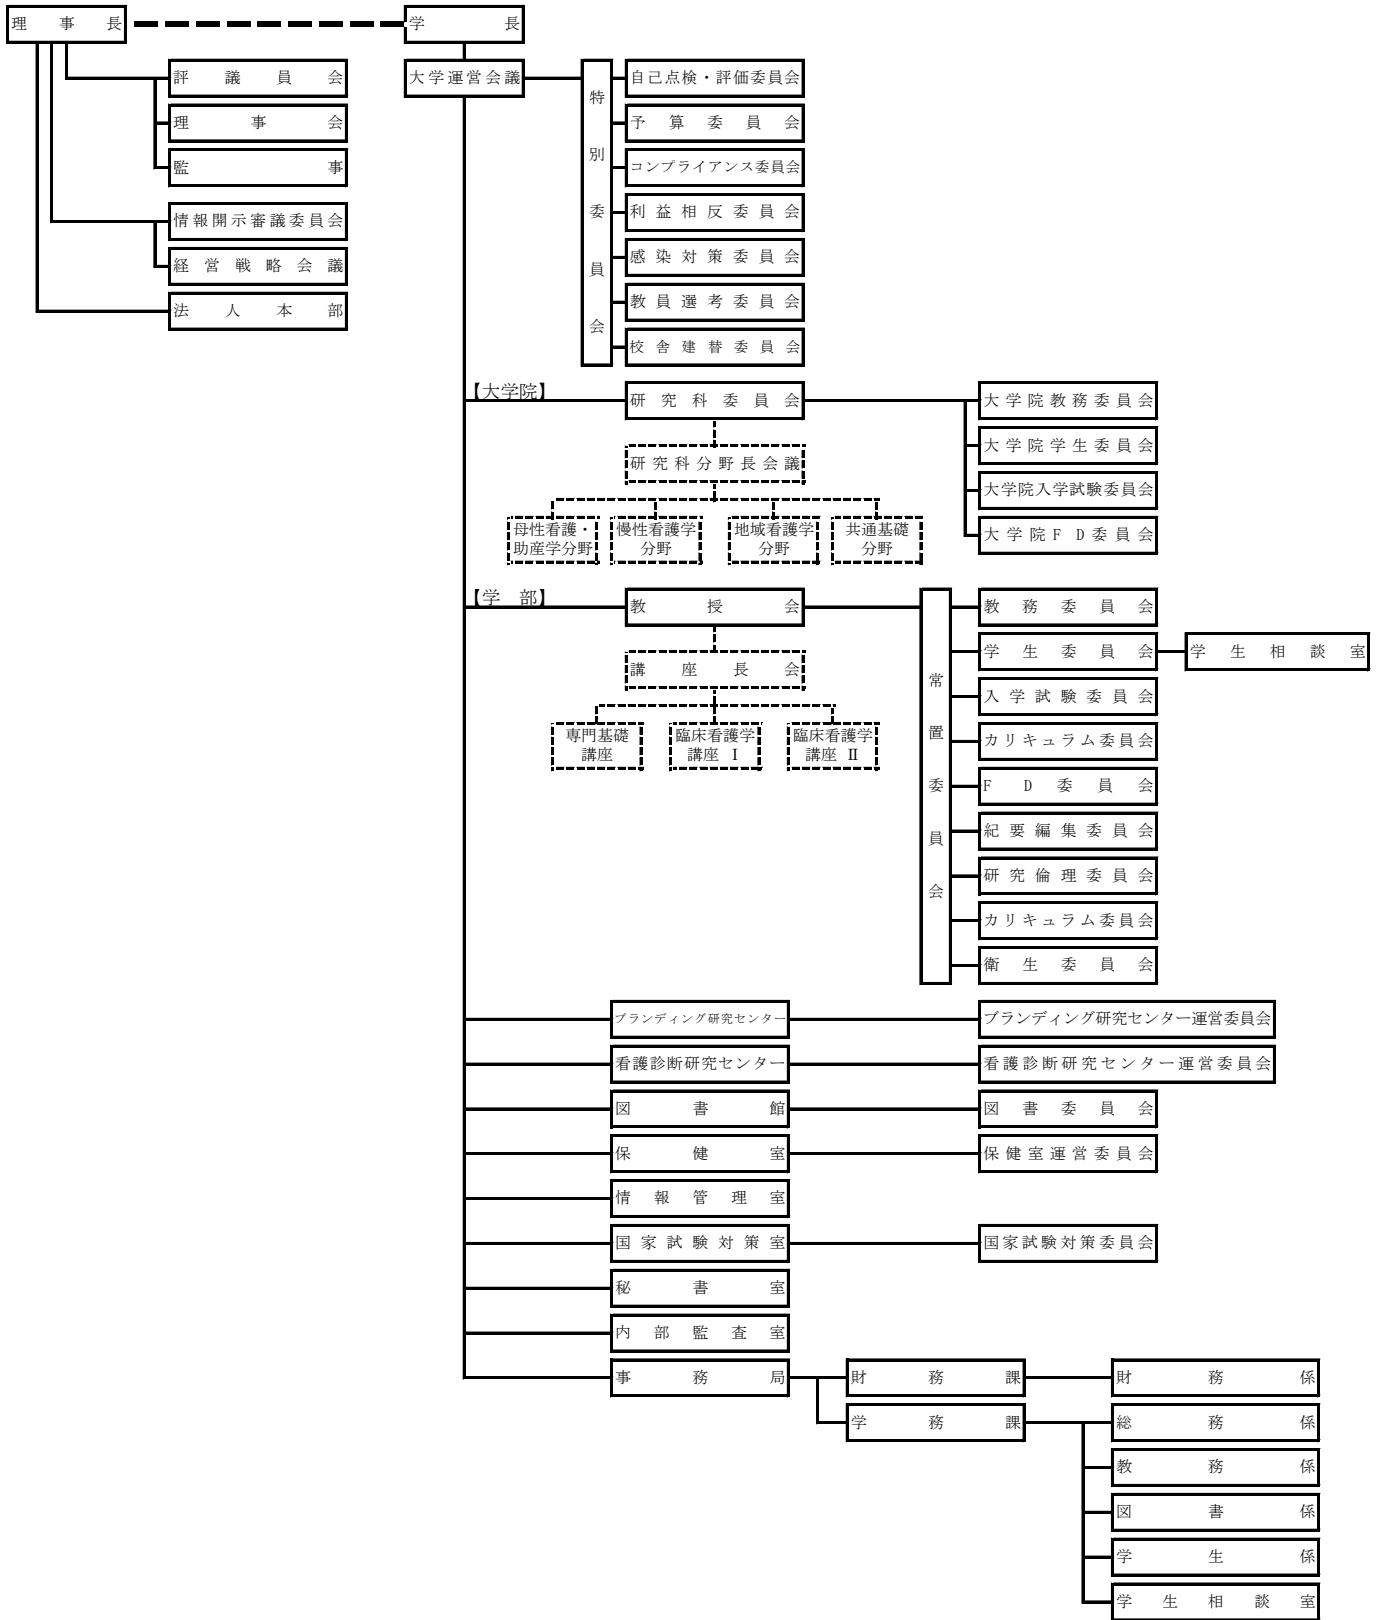 理事長
学長
評議員会
理事会
監事
情報開示審議委員会
経営戦略会議
法人本部
大学運営会議
特別委員会
自己点検・評価委員会
予算委員会
コンプライアンス委員会
利益相反委員会
感染対策委員会
教員選考委員会
校舎建替委員会
【大学院】
研究科委員会
大学院教務委員会
大学院学生委員会
大学院入学試験委員会
大学院FD委員会
研究科分野長会議
母性看護・
助産学分野
慢性看護学
分野
地域看護学
分野
共通基礎
分野
【学　部】
教授会
講座長会
専門基礎
講座
臨床看護学
講座 Ⅰ
臨床看護学
講座 Ⅱ
常置委員会
教務委員会
学生委員会
学生相談室
入学試験委員会
カリキュラム委員会
FD委員会
紀要編集委員会
研究倫理委員会
カリキュラム委員会
衛生委員会
ブランディング研究センター
ブランディング研究センター運営委員会
看護診断研究センター
看護診断研究センター運営委員会
図書館
図書委員会
保健室
保健室運営委員会
情報管理室
国家試験対策室
国家試験対策委員会
秘書室
内部監査室
事務局
財務課
財務係
学務課
総務係
教務係
図書係
学生係
学生相談室